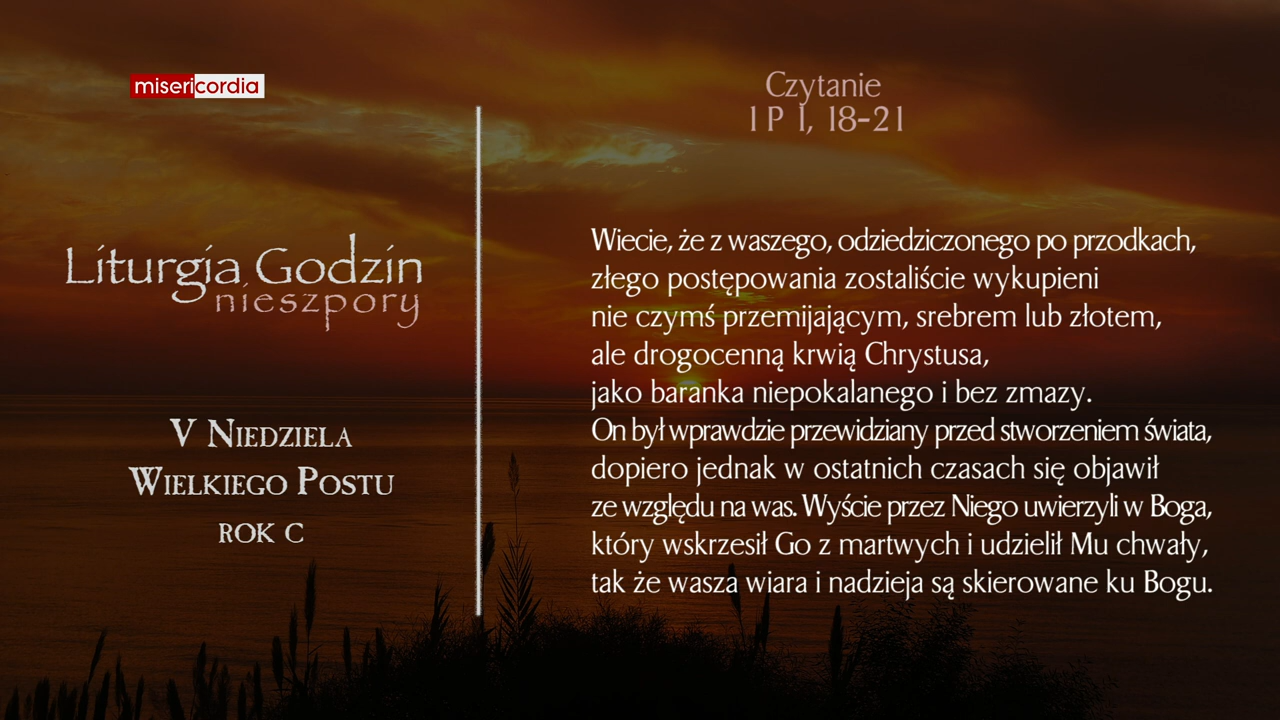 misericordia
Liturgia Godzin
nieszpory
V Niedziela
Wielkiego Postu
rok C
Czytanie
1 P 1, 18-21
Wiecie, że z waszego, odziedziczonego po przodkach,
złego postępowania zostaliście wykupieni
nie czymś przemijającym, srebrem lub złotem,
ale drogocenną krwią Chrystusa,
jako baranka niepokalanego i bez zmazy.
On był wprawdzie przewidziany przed stworzeniem świata,
dopiero jednak w ostatnich czasach się objawił
ze względu na was. Wyście przez Niego uwierzyli w Boga,
który wskrzesił Go z martwych i udzielił Mu chwały,
tak że wasza wiara i nadzieja są skierowane ku Bogu.